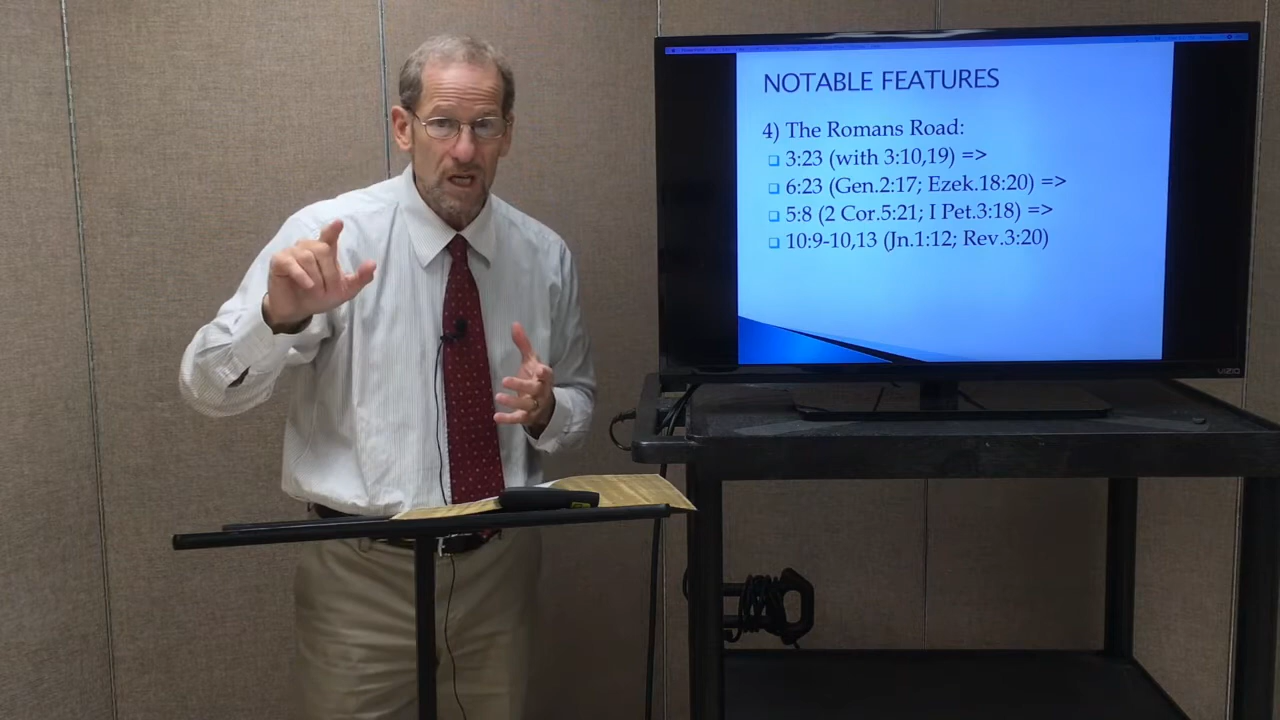 NOTABLE FEATURES
4) The Romans Road:
3:23 (with 3:10,19) =>
6:23 (Gen.2:17; Ezek.18:20) =>
5:8 (2 Cor.5:21; I Pet.3:18) =>
10:9-10,13 (Jn.1:12; Rev.3:20)
VIZIO